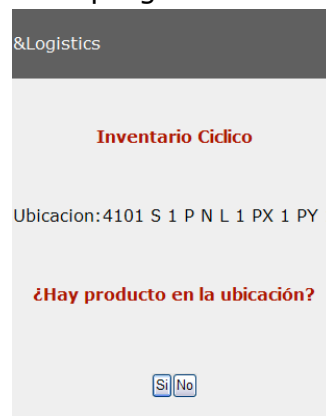 &Logistics
Inventario Ciclico
Ubicacion:4101 S 1 P N L 1 PX 1 PY
¿Hay producto en la ubicación?
Si No